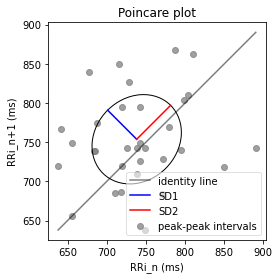 Poincare plot
RRi_n+1 (ms)
900
850
800
750
700
650
identity line
SD1
SD2
peak-peak intervals
650
700
750
800
850
900
RRi_n (ms)